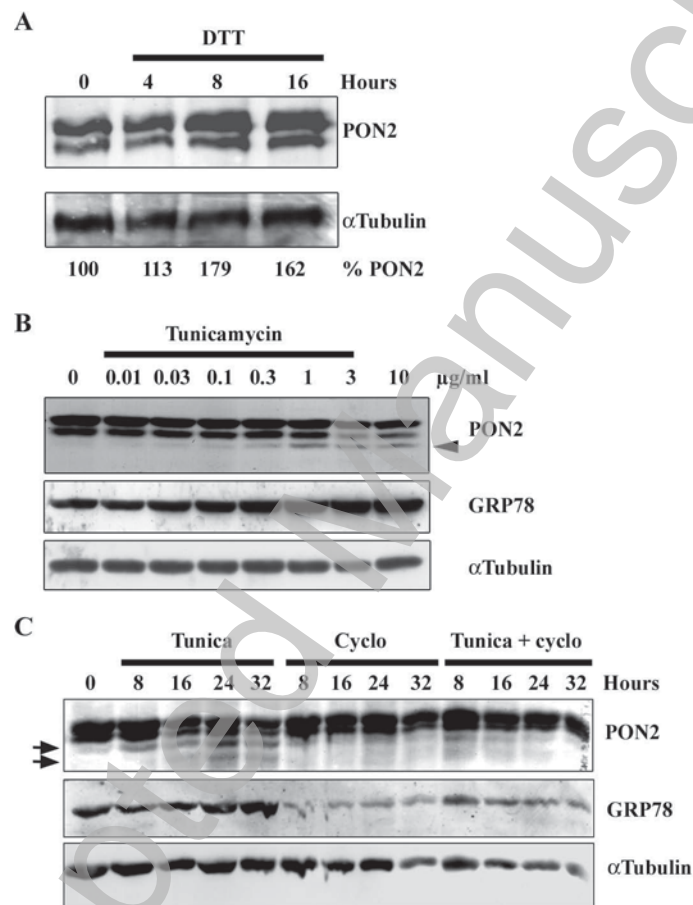 A
DTT
0 4 8 16 Hours
PON2
αTubulin
100 113 179 162 % PON2
B
Tunicamycin
0 0.01 0.03 0.1 0.3 1 3 10 μg/ml
PON2
GRP78
αTubulin
C
Tunica Cyclo Tunica + cyclo
0 8 16 24 32 8 16 24 32 8 16 24 32 Hours
PON2
GRP78
αTubulin
pted Manusc